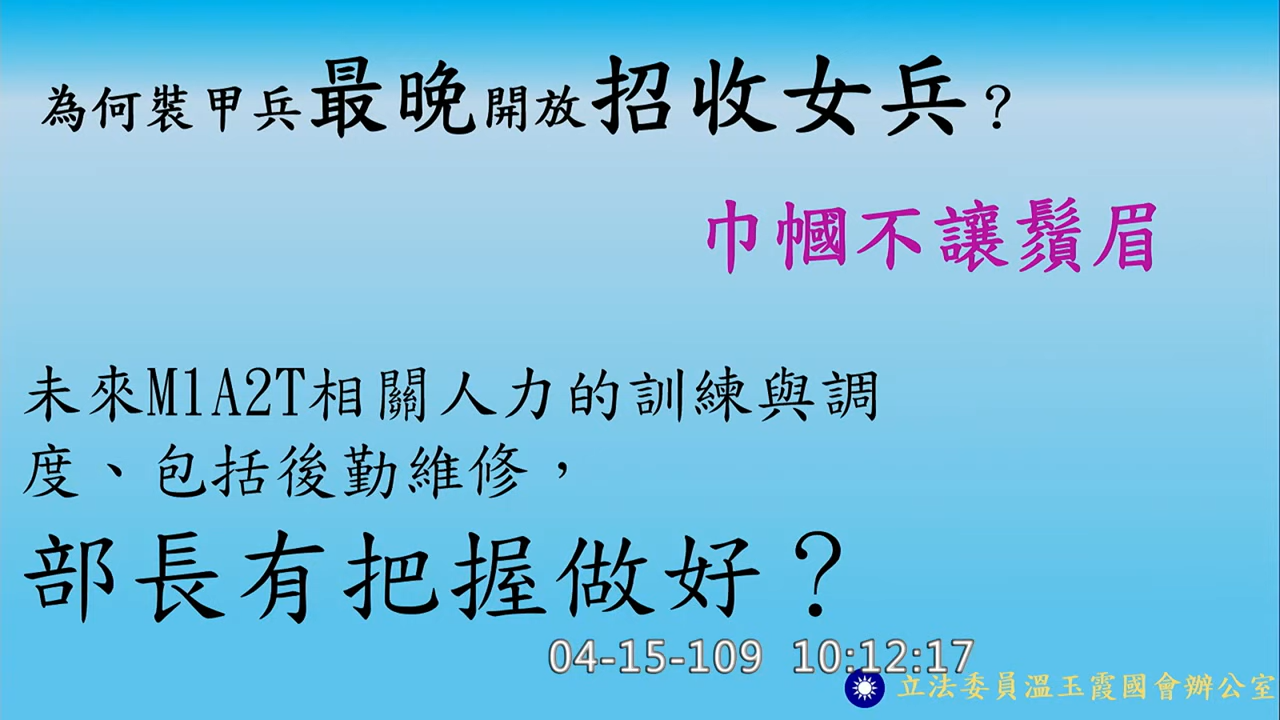 為何裝甲兵最晚開放招收女兵？
巾幗不讓鬚眉
未來M1A2T相關人力的訓練與調
度、包括後勤維修，
部長有把握做好？
04-15-109 10:12:17
立法委員溫玉霞國會辦公室